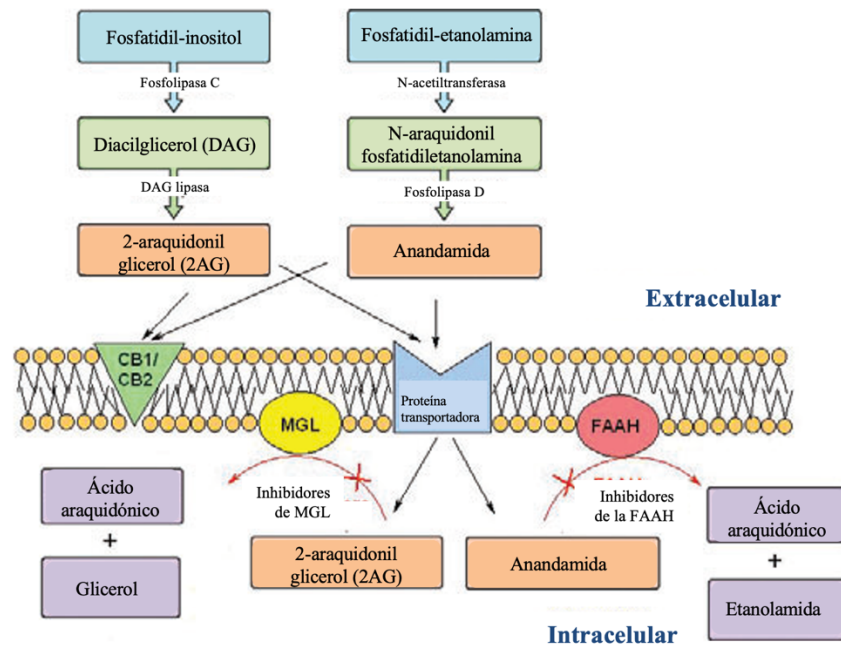 Fosfatidil-inositol
Fosfatidil-etanolamina
Fosfolipasa C
N-acetiltransferasa
Diacilglicerol (DAG)
N-araquidonil
fosfatidiletanolamina
DAG lipasa
Fosfolipasa D
2-araquidonil
glicerol (2AG)
Anandamida
Extracelular
CB1/
CB2
Proteína
transportadora
MGL
FAAH
Ácido
araquidónico
+
Glicerol
Inhibidores
de MGL
Inhibidores
de la FAAH
2-araquidonil
glicerol (2AG)
Anandamida
Ácido
araquidónico
+
Etanolamida
Intracelular